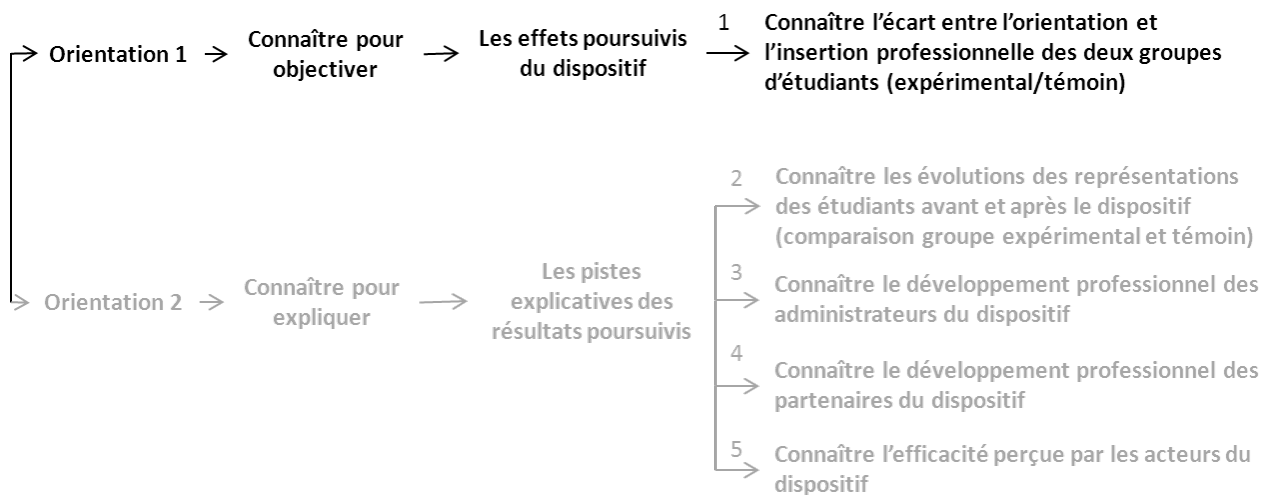 Orientation 1
Connaître pour
objectiver
Les effets poursuivis
du dispositif
1
Connaître l’écart entre l’orientation et
l’insertion professionnelle des deux groupes
d’étudiants (expérimental/témoin)
Orientation 2
Connaître pour
expliquer
Les pistes
explicatives des
résultats poursuivis
2
Connaître les évolutions des représentations
des étudiants avant et après le dispositif
(comparaison groupe expérimental et témoin)
3
Connaître le développement professionnel des
administrateurs du dispositif
4
Connaître le développement professionnel des
partenaires du dispositif
5
Connaître l’efficacité perçue par les acteurs du
dispositif